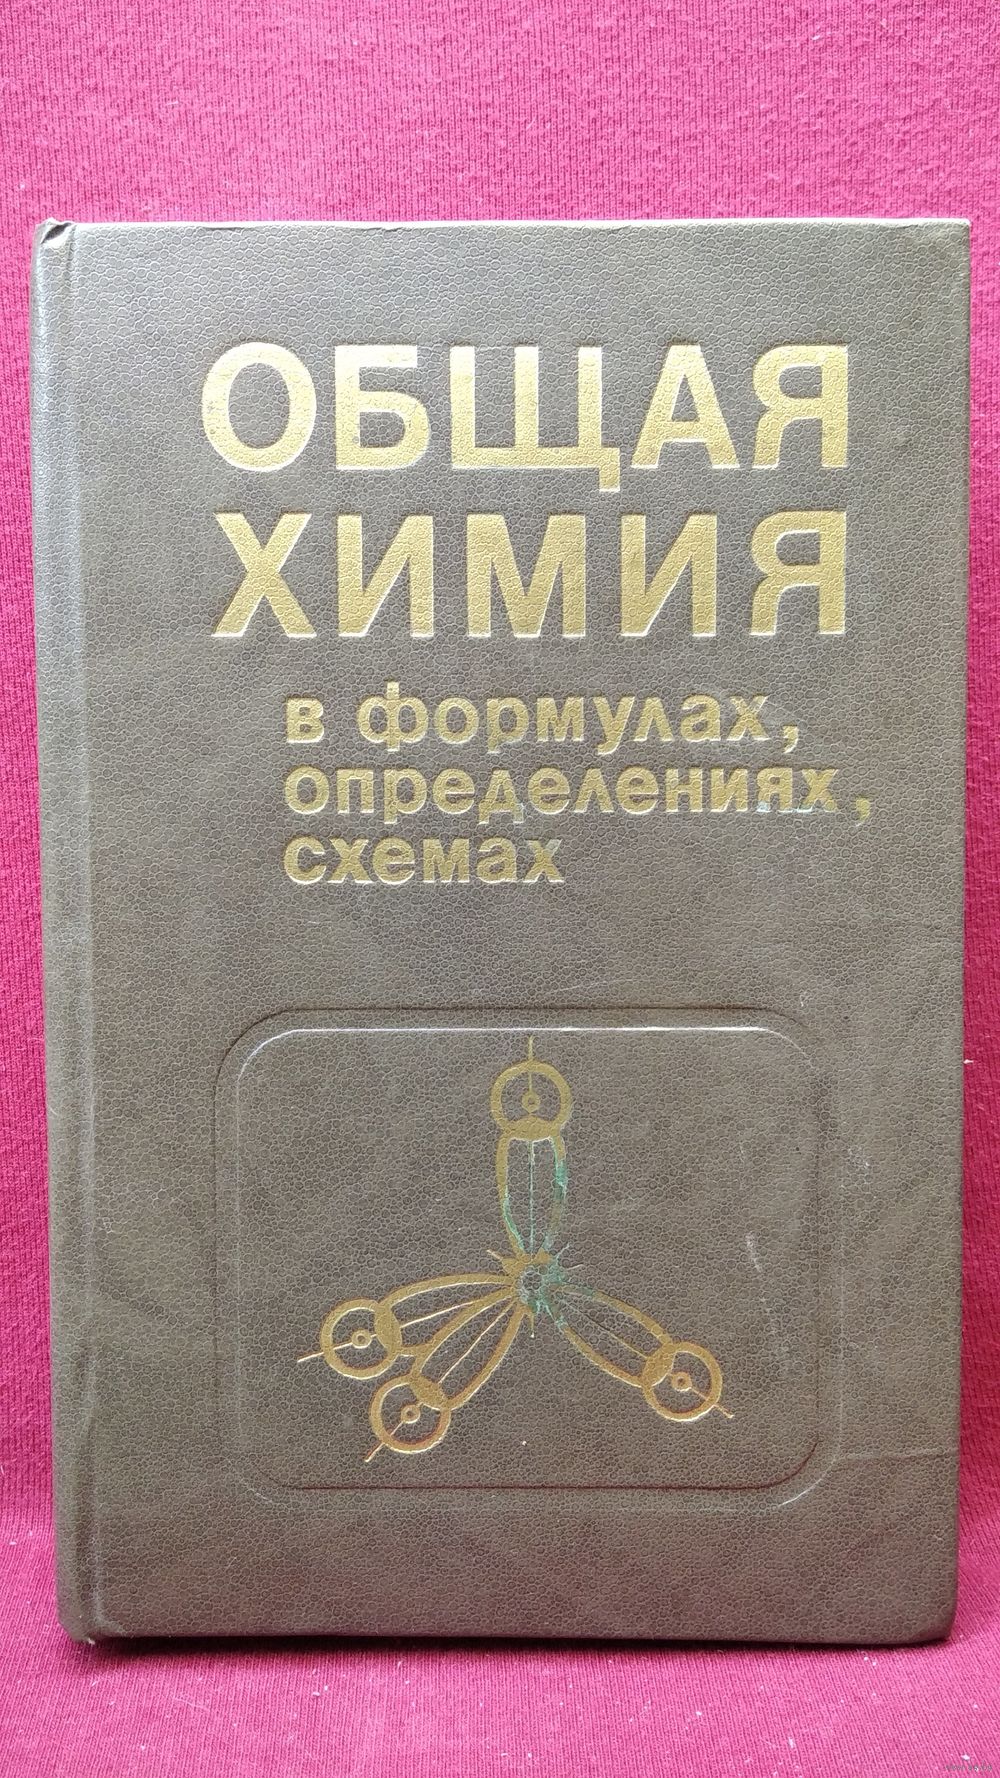 ОБЩАЯ
ХИМИЯ
в формулах,
определениях,
схемах